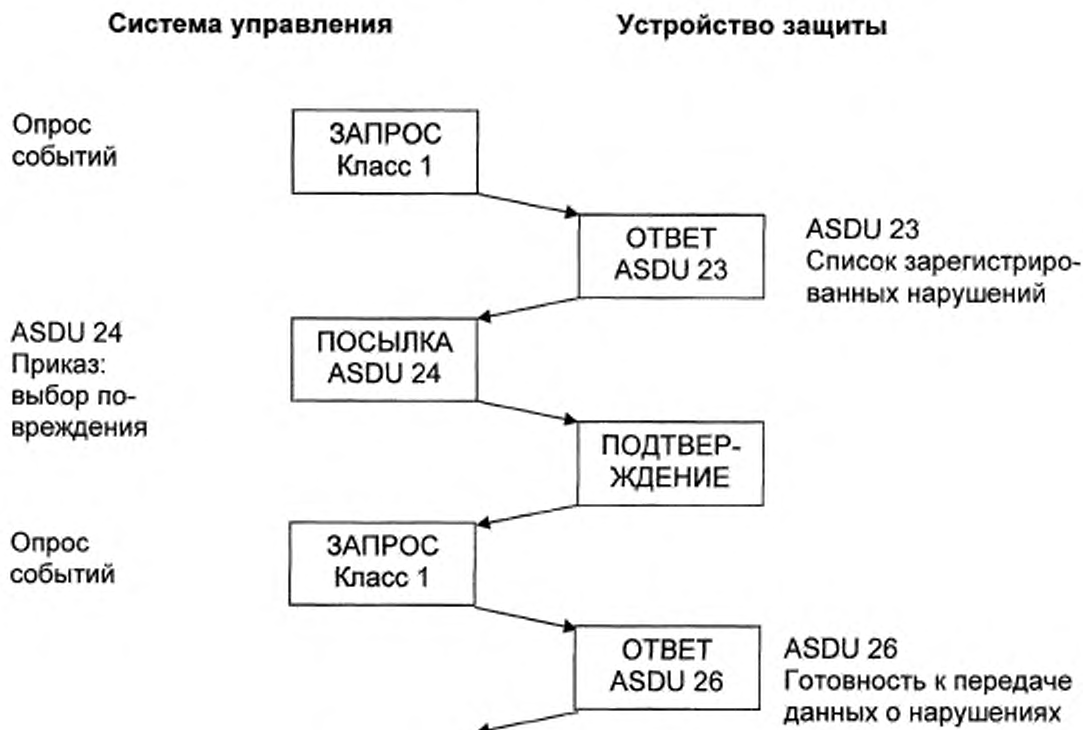 Система управления
Устройство защиты
Опрос
событий
ЗАПРОС
Класс 1
ОТВЕТ
ASDU 23
ASDU 23
Список зарегистриро-
ванных нарушений
ASDU 24
Приказ:
выбор по-
вреждения
ПОСЫЛКА
ASDU 24
ПОДТВЕР-
ЖДЕНИЕ
Опрос
событий
ЗАПРОС
Класс 1
ОТВЕТ
ASDU 26
ASDU 26
Готовность к передаче
данных о нарушениях